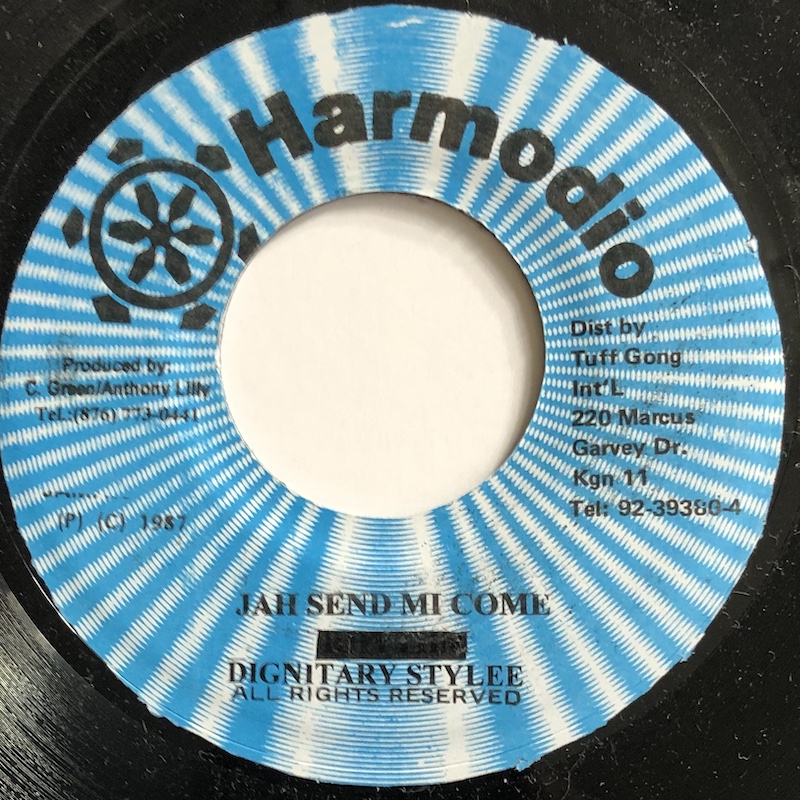 Harmodio
Produced by:
C. Green/Anthony Lilly
Tel.:(876) 773-0441
(P) (C) 1987
Dist by
Tuff Gong
Int'L
220 Marcus
Garvey Dr.
Kgn 11
Tel: 92-39380-4
JAH SEND MI COME
DIGNITARY STYLEE
ALL RIGHTS RESERVED